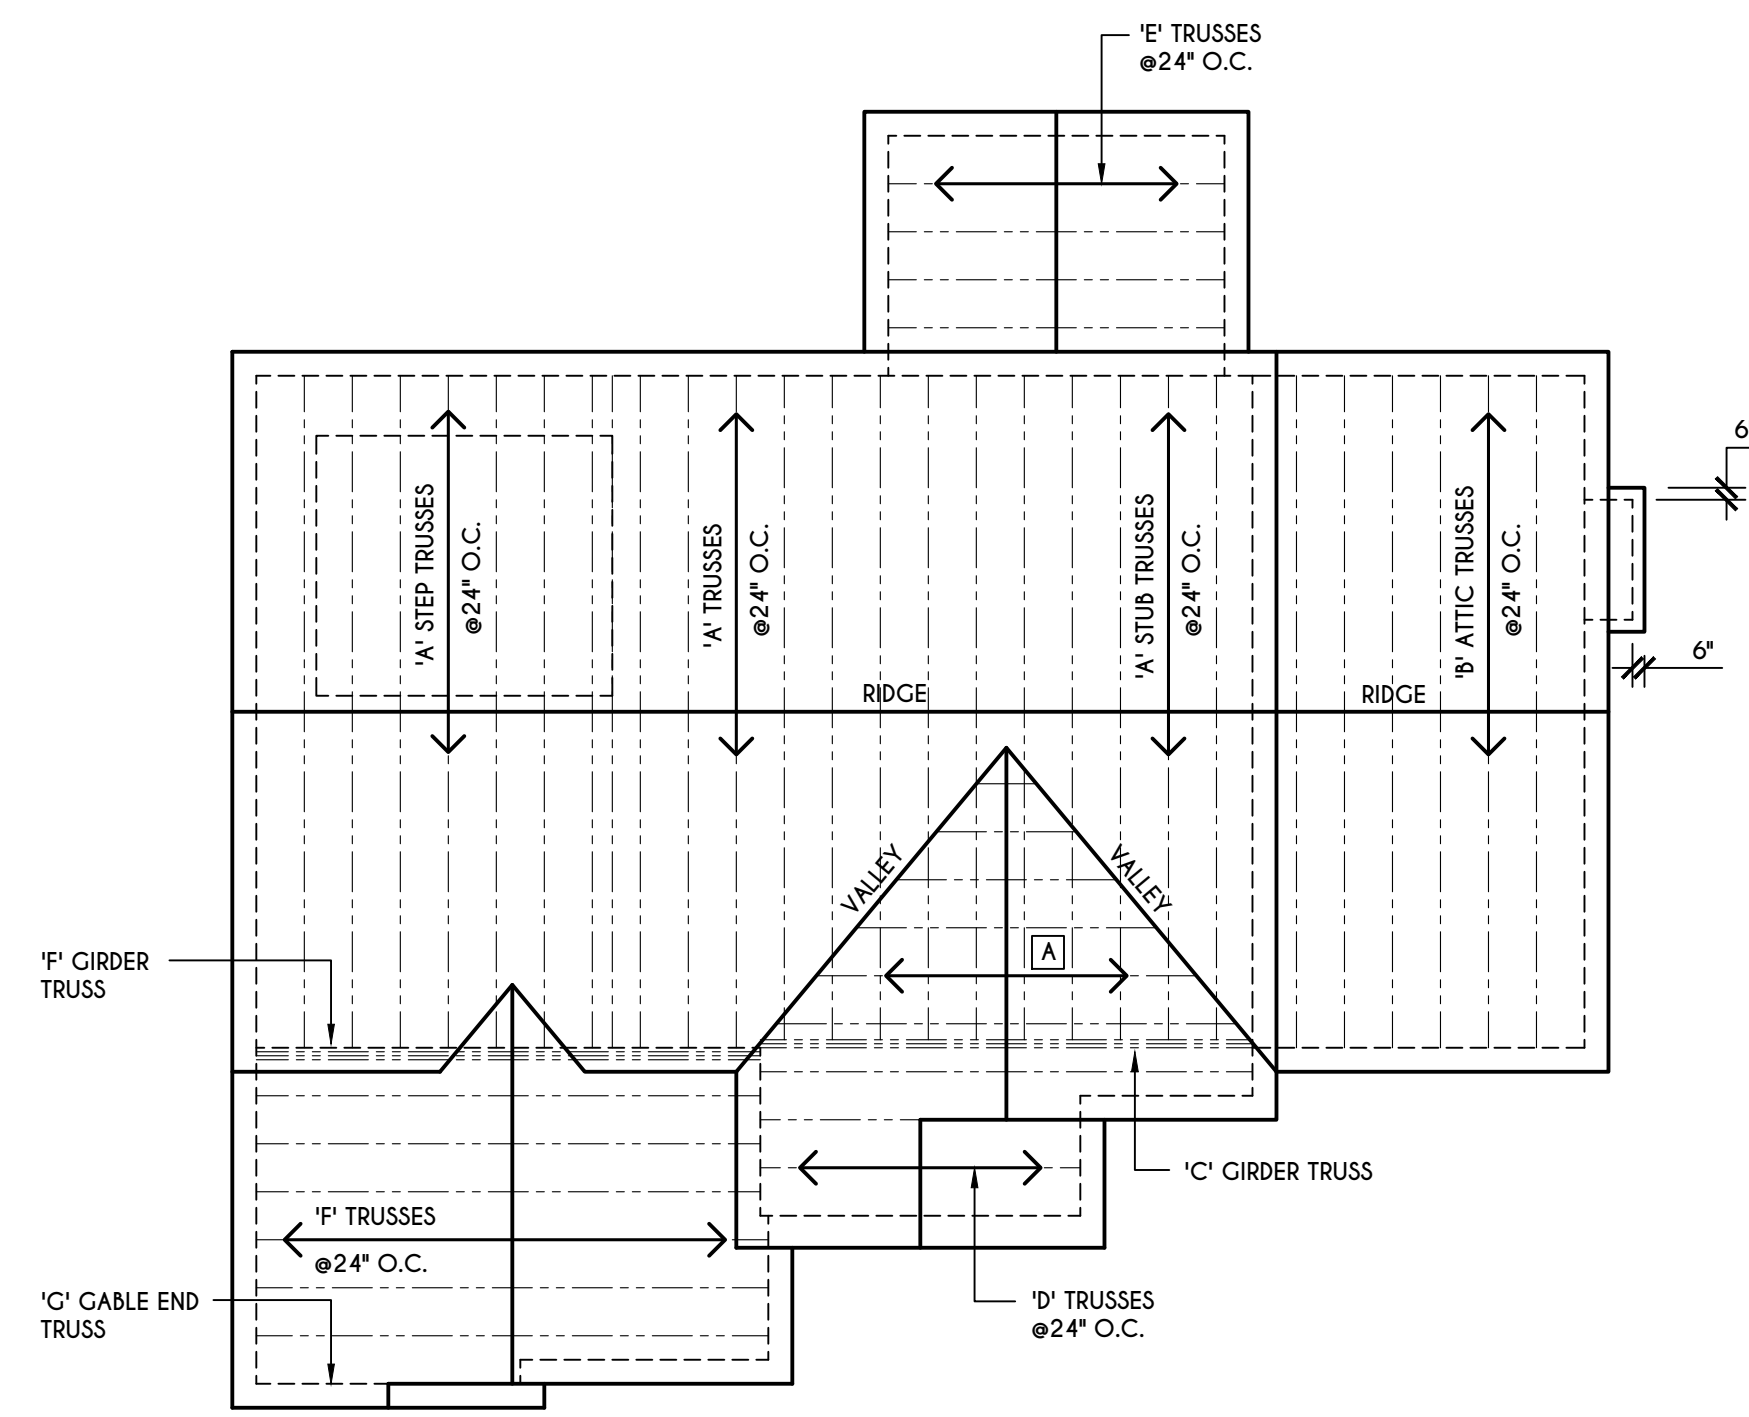 'E' TRUSSES
@24" O.C.
6
'A' STEP TRUSSES
@24" O.C.
'A' TRUSSES
@24" O.C.
'A' STUB TRUSSES
@24" O.C.
'B' ATTIC TRUSSES
@24" O.C.
6"
RIDGE
RIDGE
VALLEY
VALLEY
A
'F' GIRDER
TRUSS
'C' GIRDER TRUSS
'F' TRUSSES
@24" O.C.
'G' GABLE END
TRUSS
'D' TRUSSES
@24" O.C.